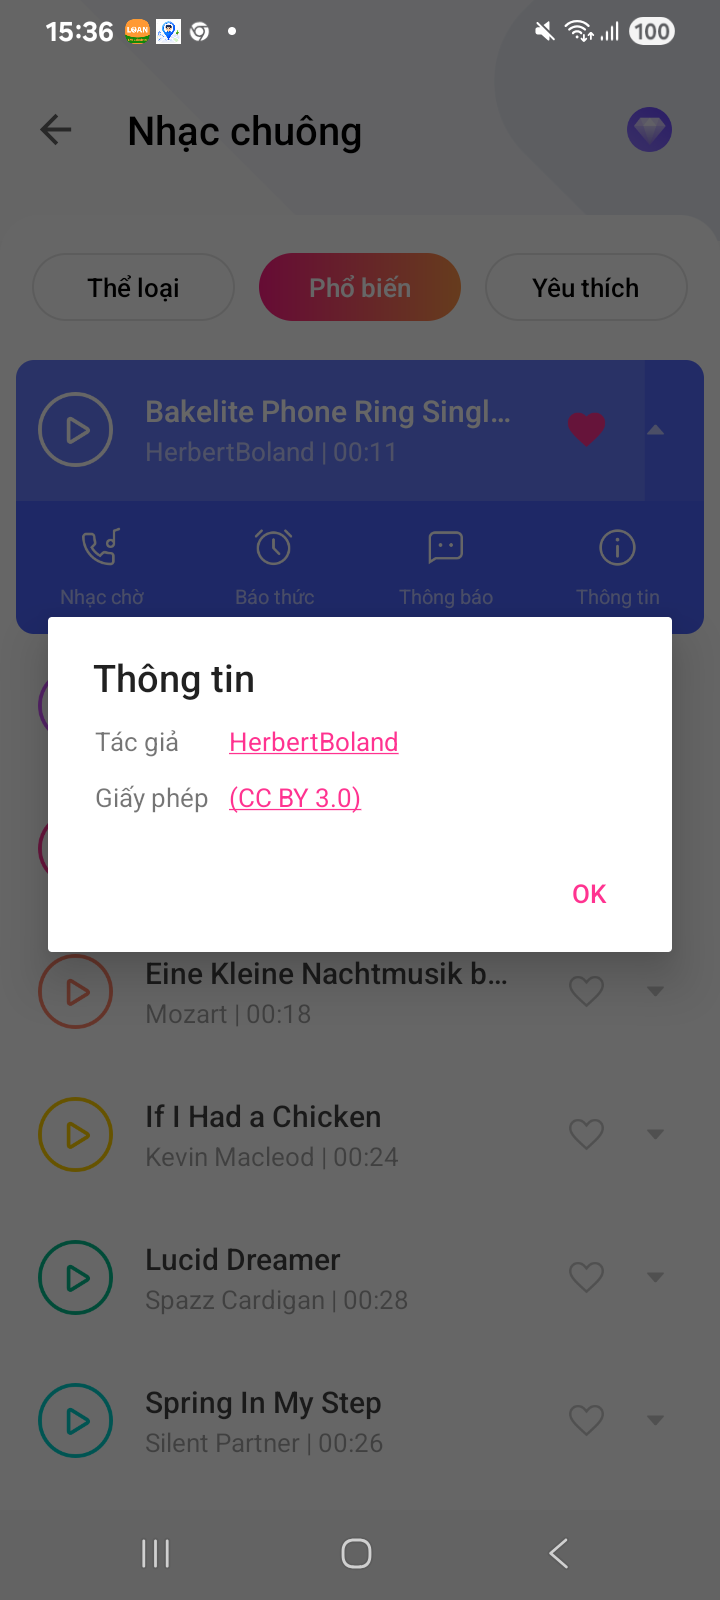 15:36
LOAN
100
Nhạc chuông
Thể loại
Phổ biến
Yêu thích
Bakelite Phone Ring Singl...
HerbertBoland | 00:11
Nhạc chờ
Báo thức
Thông báo
Thông tin
Thông tin
Tác giả HerbertBoland
Giấy phép (CC BY 3.0)
OK
Eine Kleine Nachtmusik b...
Mozart | 00:18
If I Had a Chicken
Kevin Macleod | 00:24
Lucid Dreamer
Spazz Cardigan | 00:28
Spring In My Step
Silent Partner | 00:26